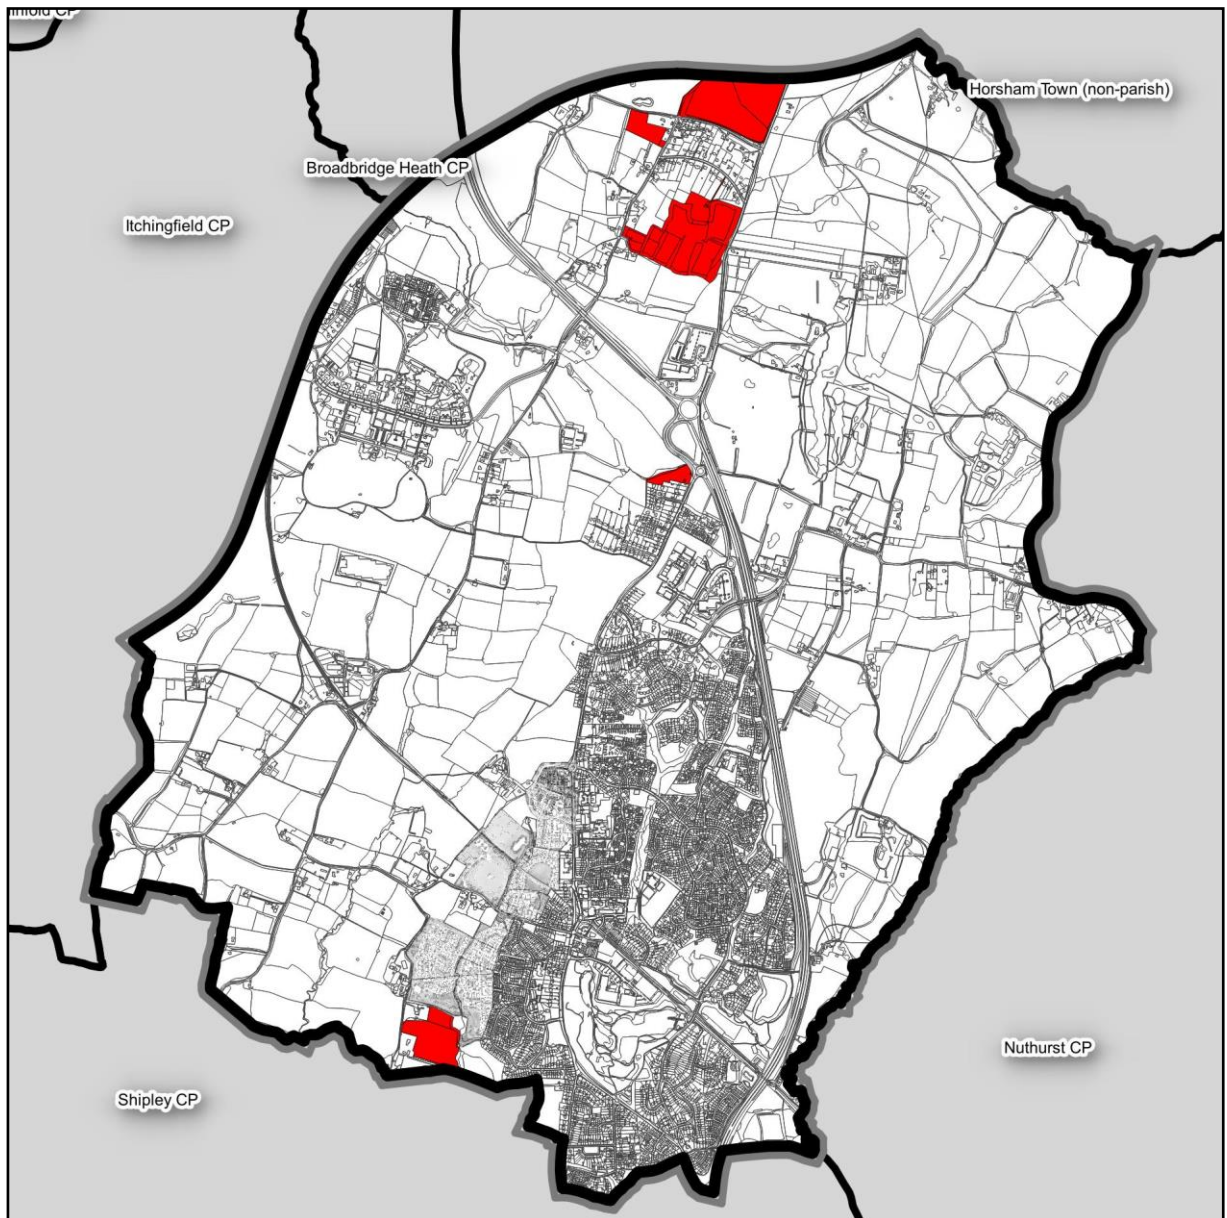 Horsham Town (non-parish)
Broadbridge Heath CP
Itchingfield CP
Nuthurst CP
Shipley CP